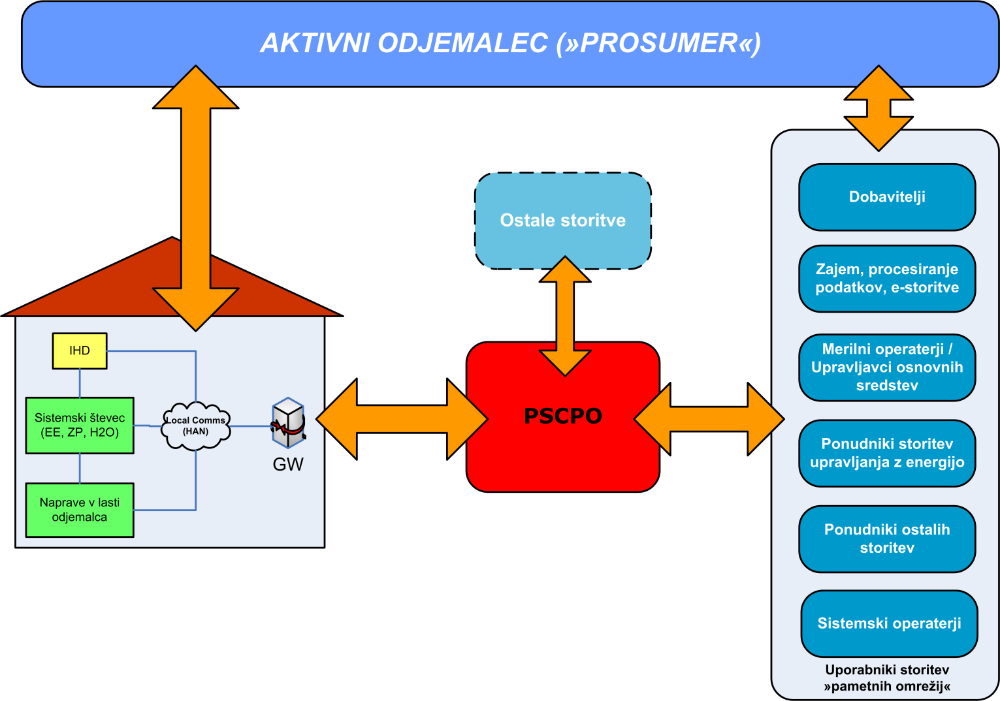 AKTIVNI ODJEMALEC (»PROSUMER«)
Ostale storitve
IHD
Sistemski števec
(EE, ZP, H2O)
Local Comms
(HAN)
GW
Naprave v lasti
odjemalca
PSCPO
Dobavitelji
Zajem, procesiranje
podatkov, e-storitve
Merilni operaterji /
Upravljavci osnovnih
sredstev
Ponudniki storitev
upravljanja z energijo
Ponudniki ostalih
storitev
Sistemski operaterji
Uporabniki storitev
»pametnih omrežij«